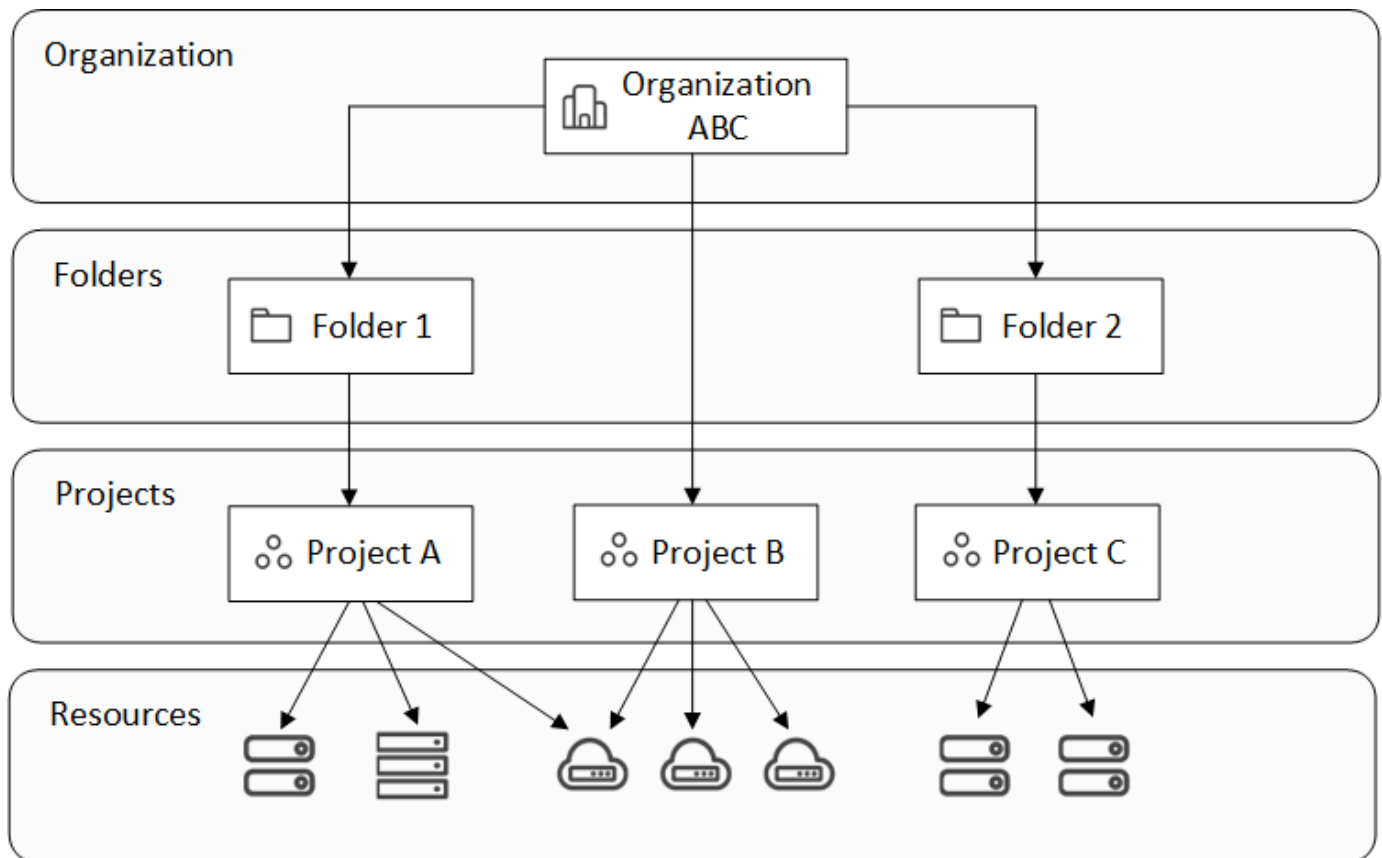 Organization
Organization
ABC
Folders
Folder 1
Folder 2
Projects
Project A
Project B
Project C
Resources